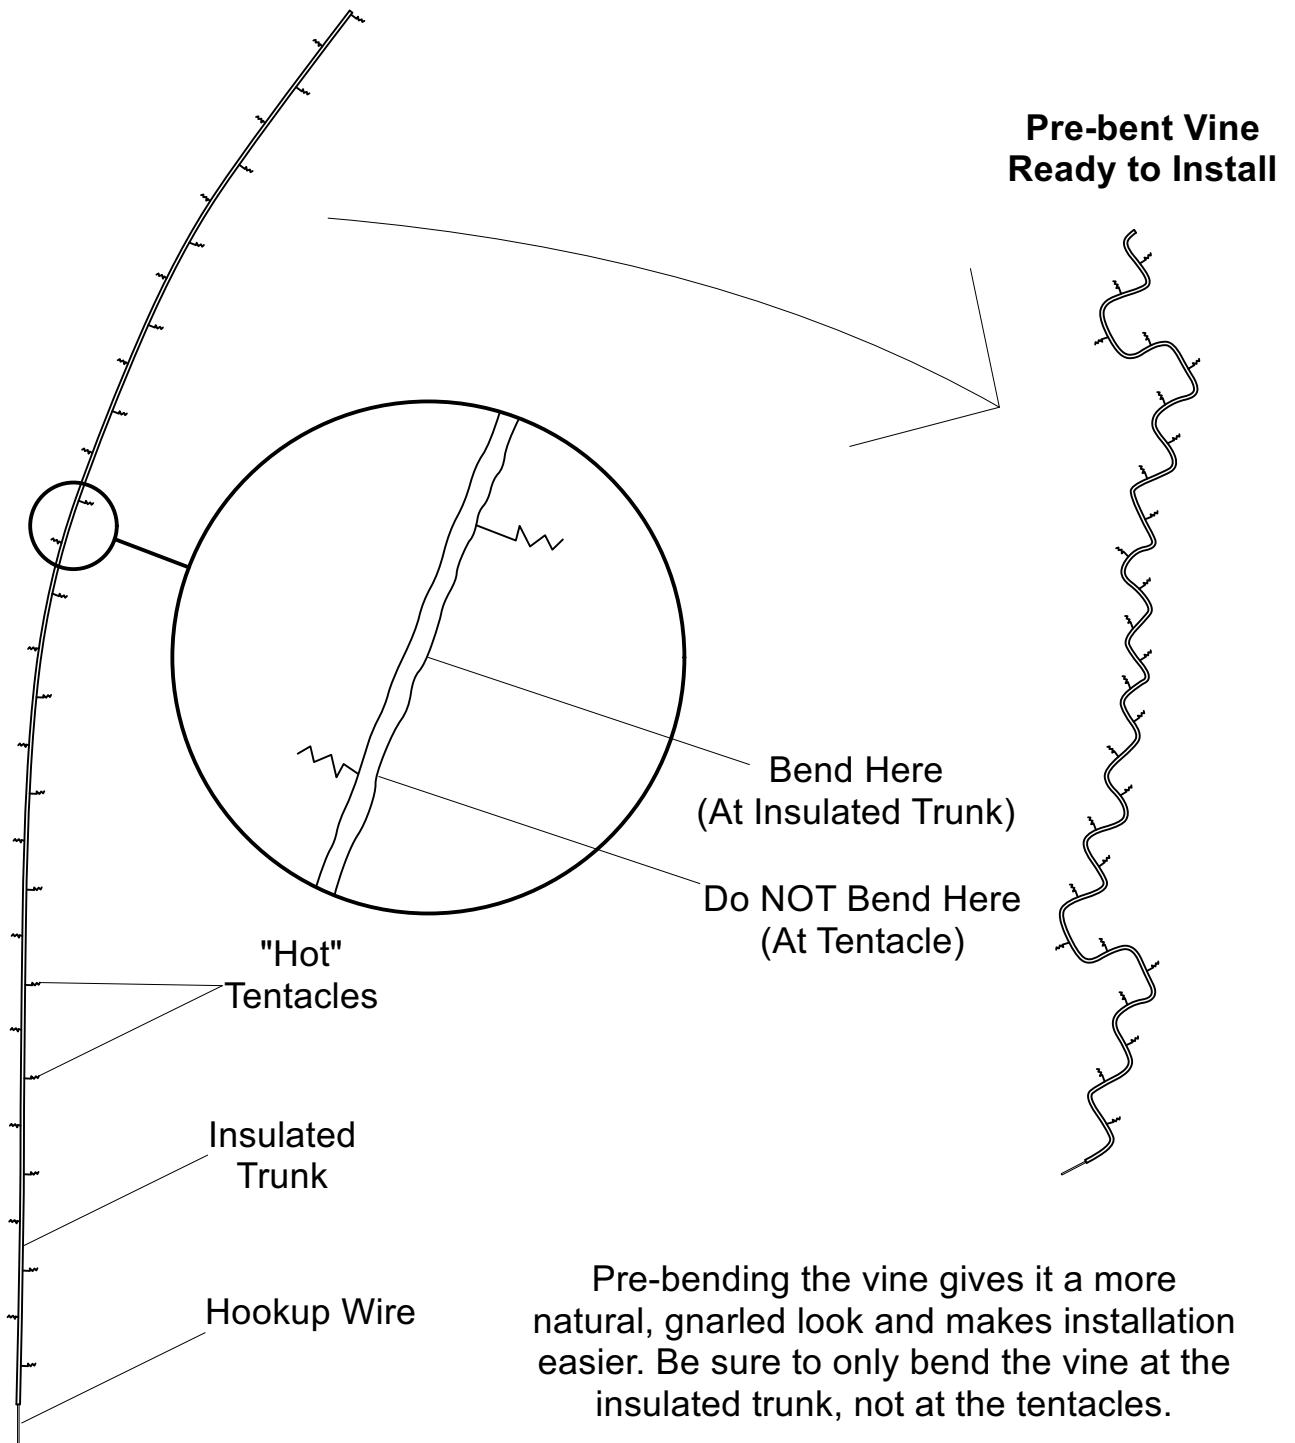 Pre-bent Vine
Ready to Install
Bend Here
(At Insulated Trunk)
Do NOT Bend Here
(At Tentacle)
"Hot"
Tentacles
Insulated
Trunk
Hookup Wire
Pre-bending the vine gives it a more
natural, gnarled look and makes installation
easier. Be sure to only bend the vine at the
insulated trunk, not at the tentacles.